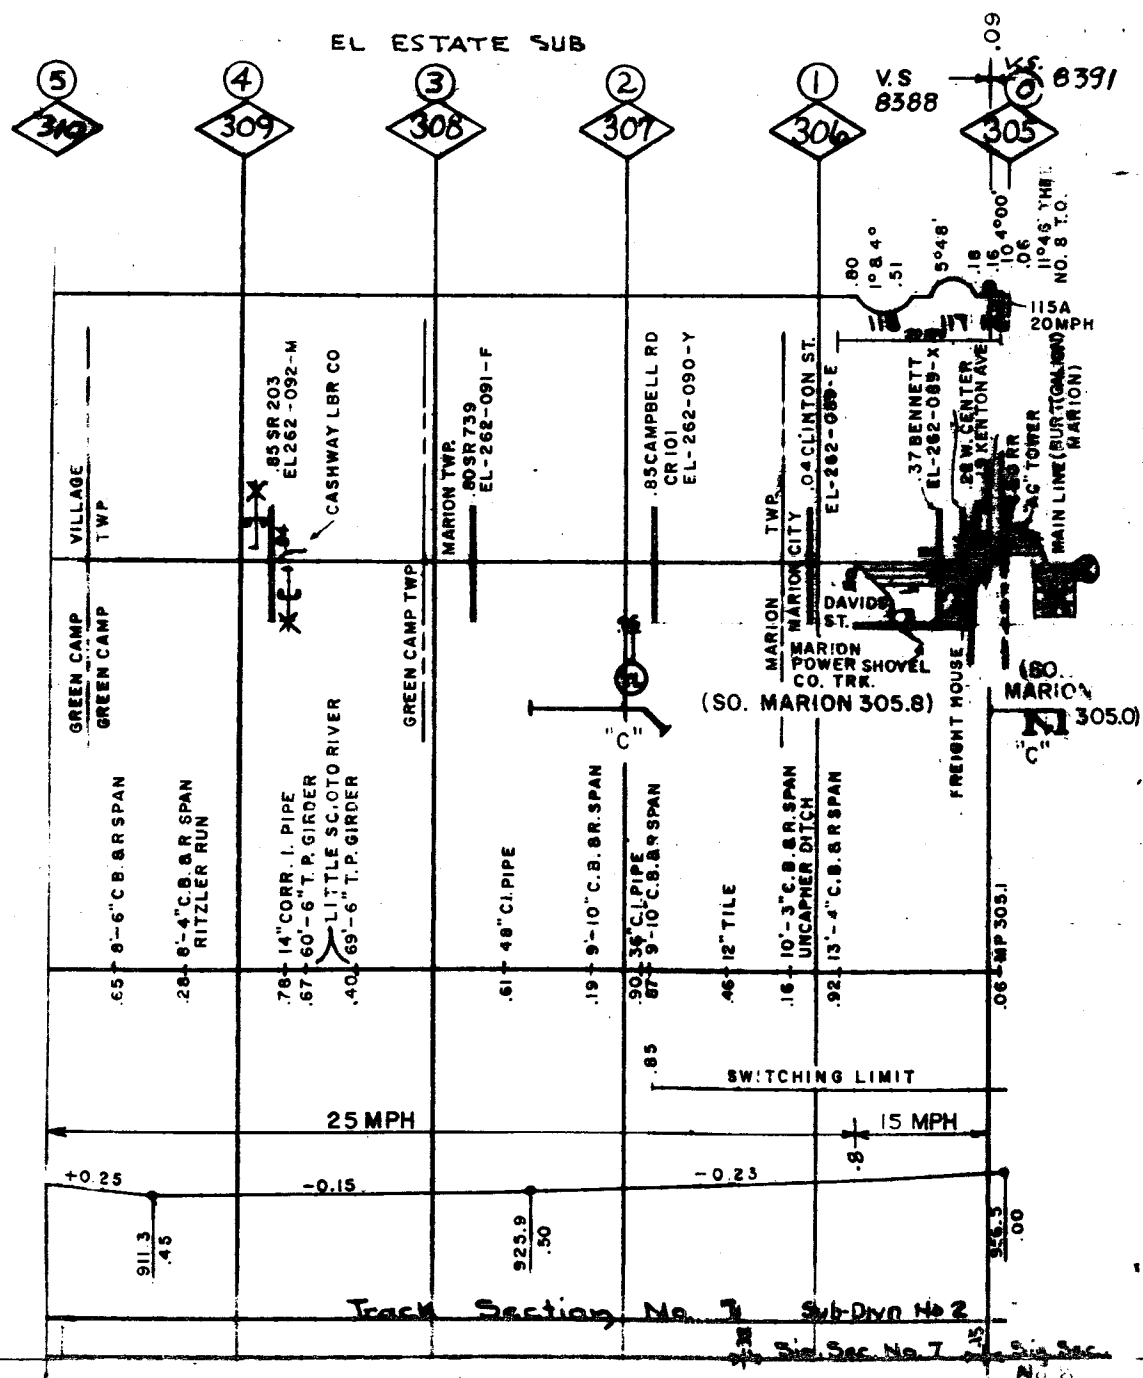 EL ESTATE SUB
.09
5
4
3
2
1
V.S
8388
V.S.
0
8391
310
309
308
307
306
305
.80
1° 8 4°
.51
5°48'
.18
.16
4°00'
.10
.06
11°46'
NO. 8 T.O.
115A
20MPH
117
VILLAGE
TWP
GREEN CAMP
GREEN CAMP
.85 SR 203
EL262-092-M
CASHWAY LBR CO
MARION TWP.
GREEN CAMP TWP
.80 SR 739
EL-262-091-F
.85 CAMPBELL RD
CR 101
EL-262-090-Y
TWP.
MARION
MARION CITY
.04 CLINTON ST.
EL-262-089-E
.37 BENNETT
EL-262-089-X
W. CENTER
KENTON AVE
RR
TOWER
MAIN LINE (BURT (GALION)
MARION)
DAVIDS
ST.
MARION
POWER SHOVEL
CO. TRK.
(SO. MARION 305.8)
FREIGHT HOUSE
(SO.
MARION
305.0)
"C"
"C"
.65 8'-6" C.B. & R SPAN
.28 8'-4" C.B. & R SPAN
RITZLER RUN
.78 14" CORR. I. PIPE
.67 60'-6" T.P. GIRDER
LITTLE SCIOTO RIVER
.40 69'-6" T.P. GIRDER
.61 48" C.I. PIPE
.19 9'-10" C.B. & R. SPAN
.90 36" C.I. PIPE
.87 9-10" C.B. & R SPAN
.46 12" TILE
.16 10'-3" C.B. & R. SPAN
UNCAPHER DITCH
.92 13'-4" C.B. & R SPAN
.06 MP 305.1
.85
SWITCHING LIMIT
25 MPH
15 MPH
.8
+0.25
-0.15
-0.23
911.3
.45
925.9
.50
.00
Track Section No.
Sub-Divn No 2
Sig. Sec. No. 7
.15
Sig. Sec.